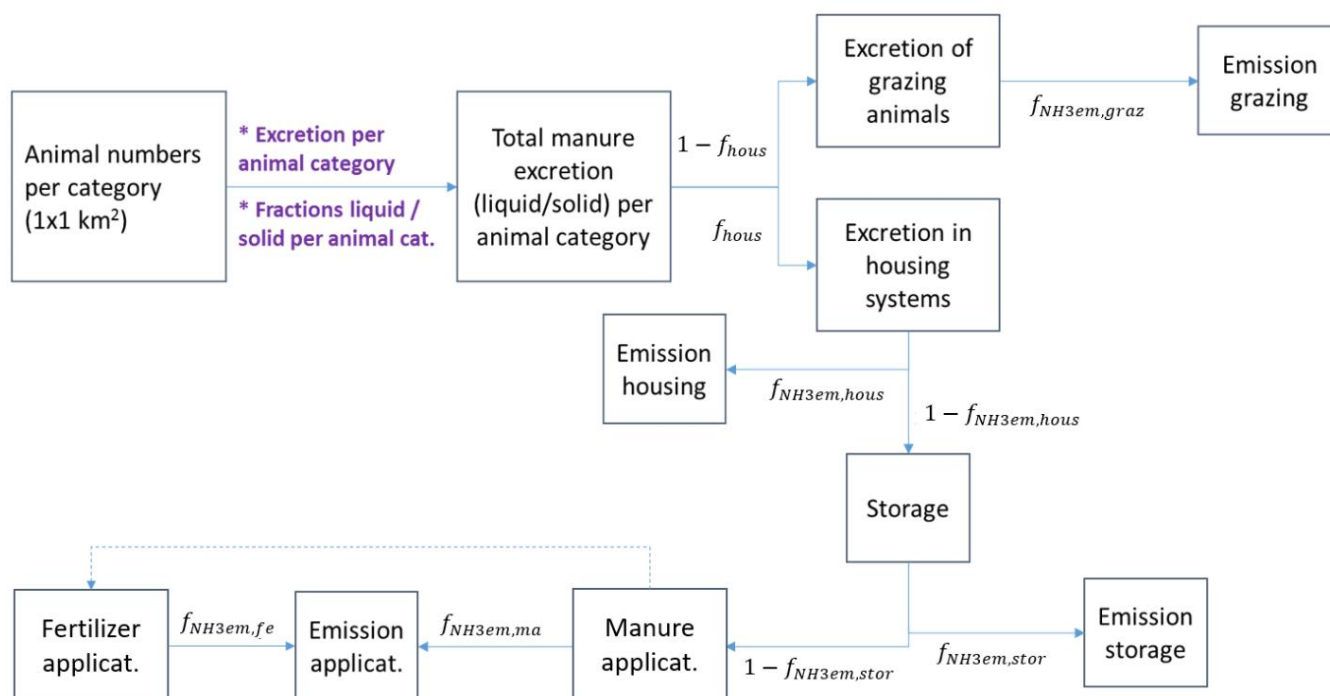 Animal numbers
per category
(1x1 km²)
* Excretion per
animal category
* Fractions liquid /
solid per animal cat.
Total manure
excretion
(liquid/solid) per
animal category
1 − f_hous
f_hous
Excretion of
grazing
animals
f_NH3em,graz
Emission
grazing
Excretion in
housing
systems
Emission
housing
f_NH3em,hous
1 − f_NH3em,hous
Storage
Fertilizer
applicat.
f_NH3em,fe
Emission
applicat.
f_NH3em,ma
Manure
applicat.
1 − f_NH3em,stor
f_NH3em,stor
Emission
storage